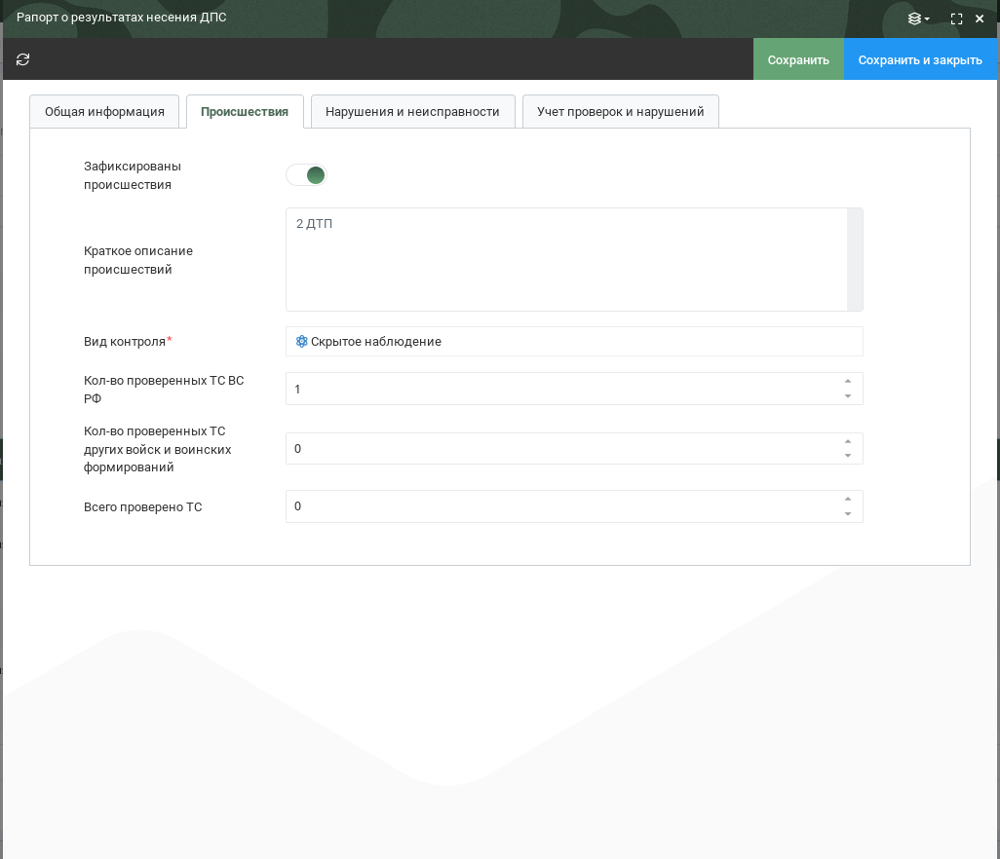 Рапорт о результатах несения ДПС
Сохранить
Сохранить и закрыть
Общая информация
Происшествия
Нарушения и неисправности
Учет проверок и нарушений
Зафиксированы
происшествия
Краткое описание
происшествий
2 ДТП
Вид контроля*
Скрытое наблюдение
Кол-во проверенных ТС ВС
РФ
1
Кол-во проверенных ТС
других войск и воинских
формирований
0
Всего проверено ТС
0